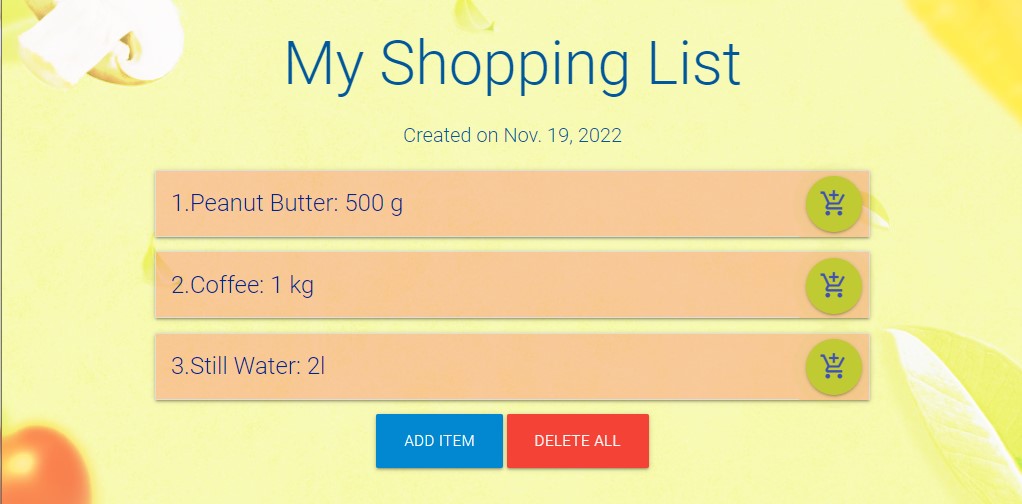 My Shopping List
Created on Nov. 19, 2022
1.Peanut Butter: 500 g
2.Coffee: 1 kg
3.Still Water: 2l
ADD ITEM DELETE ALL